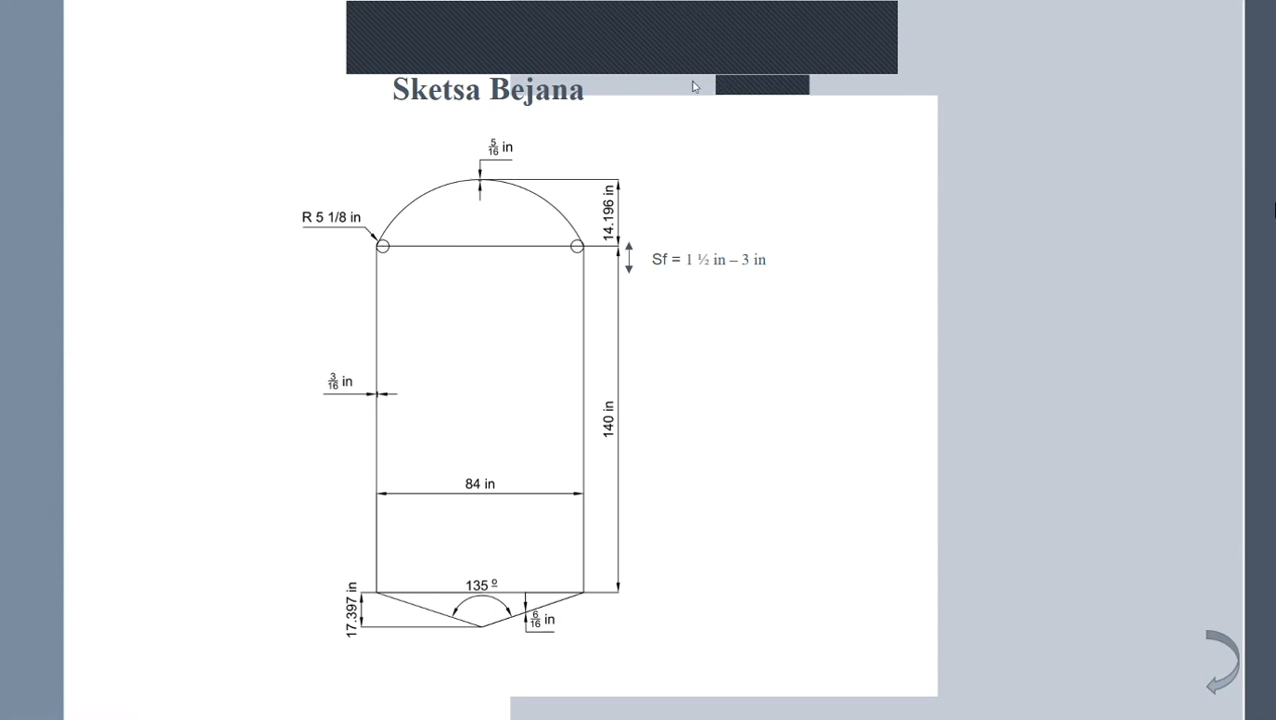 Sketsa Bejana
5/16 in
R 5 1/8 in
14.196 in
Sf = 1 ½ in – 3 in
3/16 in
140 in
84 in
135 º
17.397 in
6/16 in